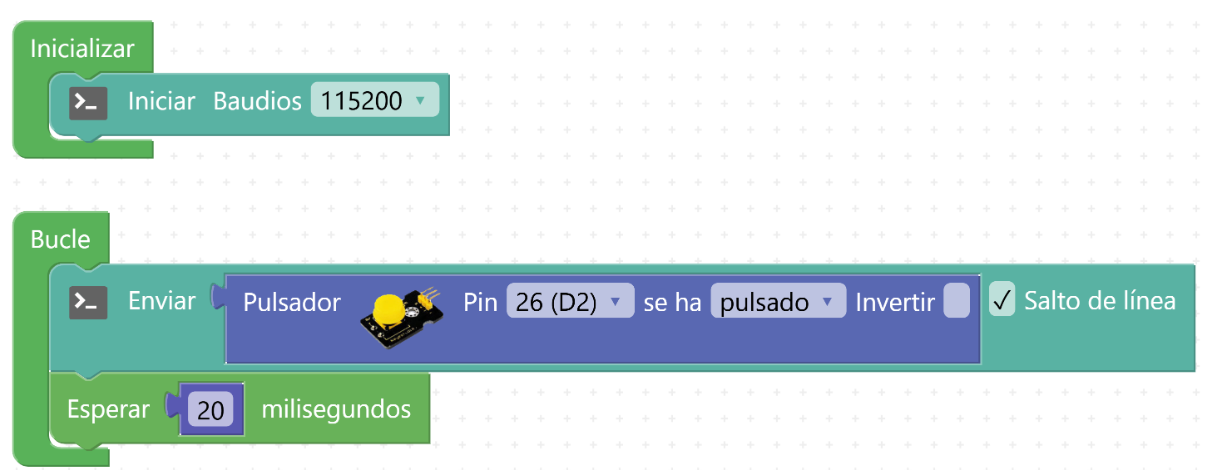 Inicializar
Iniciar Baudios 115200
Bucle
Enviar Pulsador Pin 26 (D2) se ha pulsado Invertir ✓ Salto de línea
Esperar 20 milisegundos